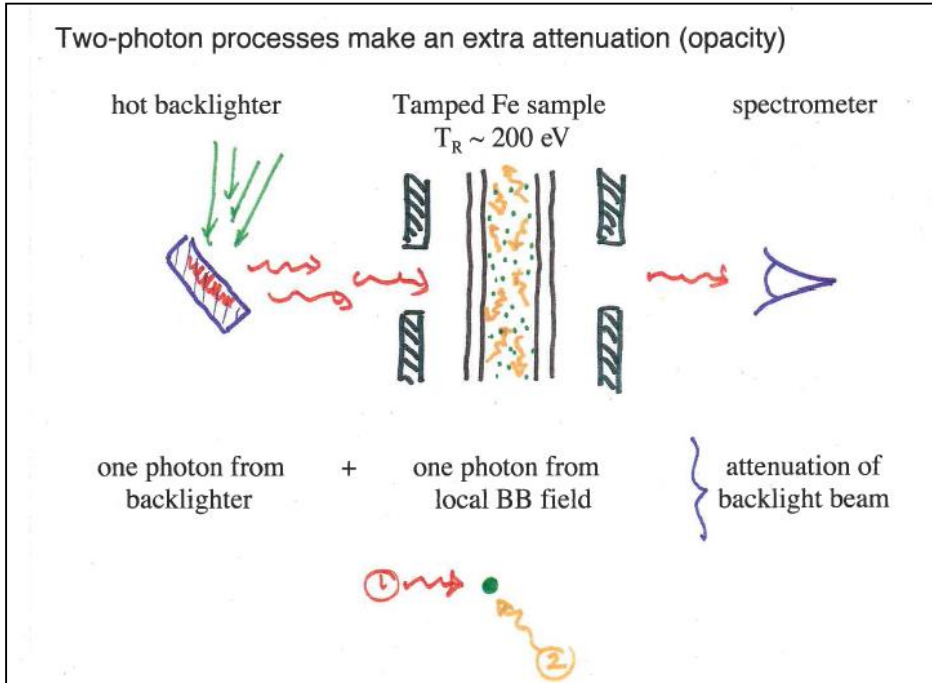 Two-photon processes make an extra attenuation (opacity)
hot backlighter
Tamped Fe sample
T_R ~ 200 eV
spectrometer
one photon from
backlighter
+
one photon from
local BB field
attenuation of
backlight beam
1
2